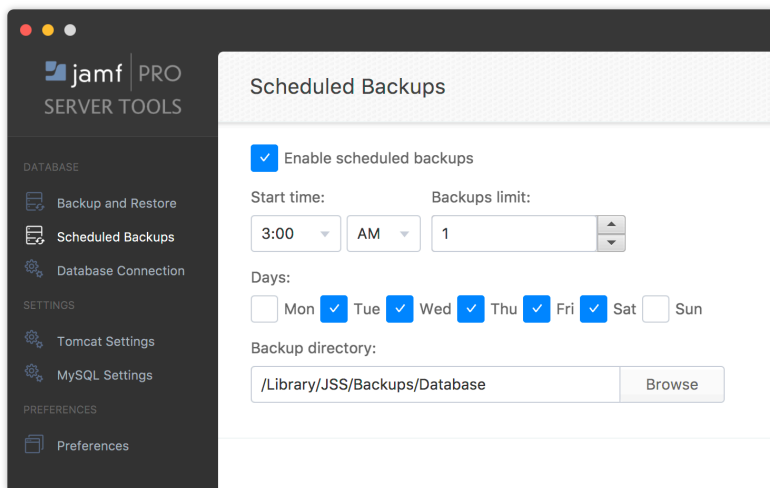 jamf PRO
SERVER TOOLS
DATABASE
Backup and Restore
Scheduled Backups
Database Connection
SETTINGS
Tomcat Settings
MySQL Settings
PREFERENCES
Preferences
Scheduled Backups
Enable scheduled backups
Start time: Backups limit:
3:00 AM 1
Days:
Mon Tue Wed Thu Fri Sat Sun
Backup directory:
/Library/JSS/Backups/Database Browse